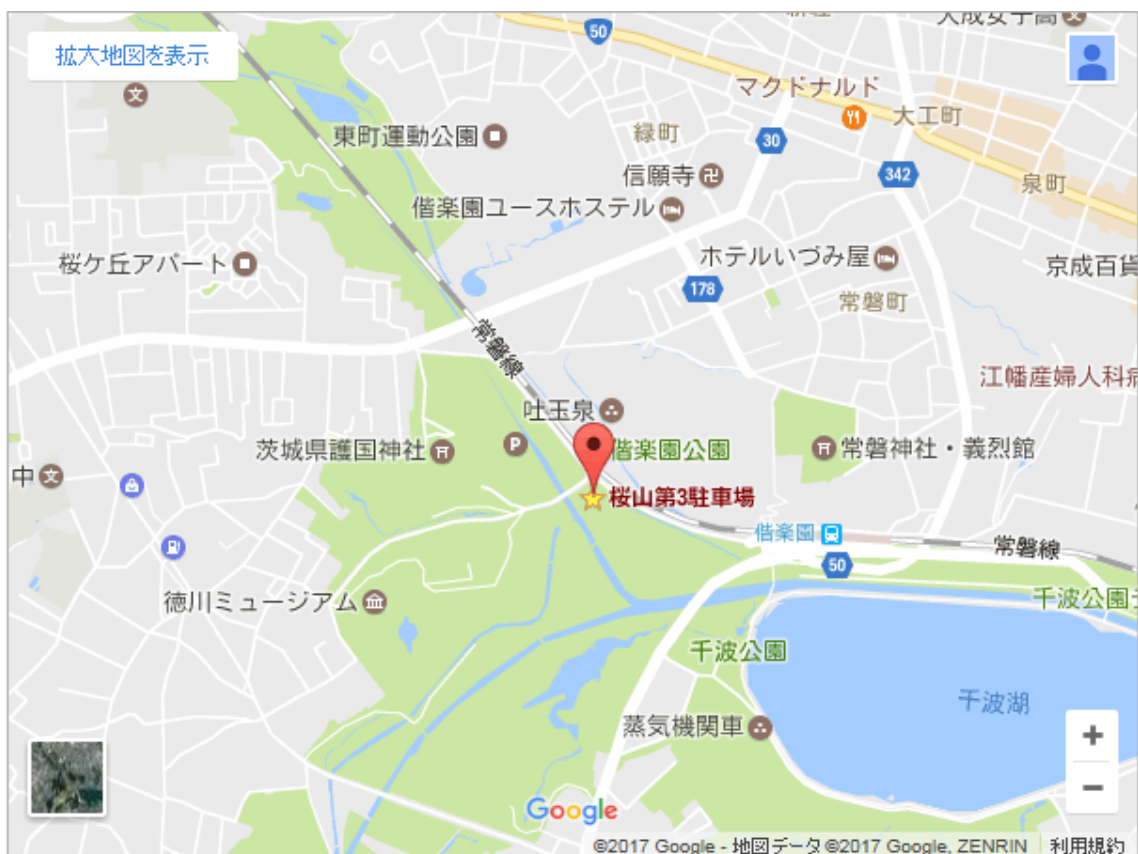 拡大地図を表示
50
大成女子高
文
マクドナルド
大工町
東町運動公園
緑町
30
信願寺
342
泉町
偕楽園ユースホステル
桜ケ丘アパート
ホテルいづみ屋
京成百貨
178
常磐町
常磐線
江幡産婦人科病
吐玉泉
茨城県護国神社
P
偕楽園公園
常磐神社・義烈館
中
文
桜山第3駐車場
偕楽園
常磐線
50
徳川ミュージアム
千波公園
千波公園
千波湖
蒸気機関車
+
−
Google
©2017 Google - 地図データ ©2017 Google, ZENRIN
利用規約